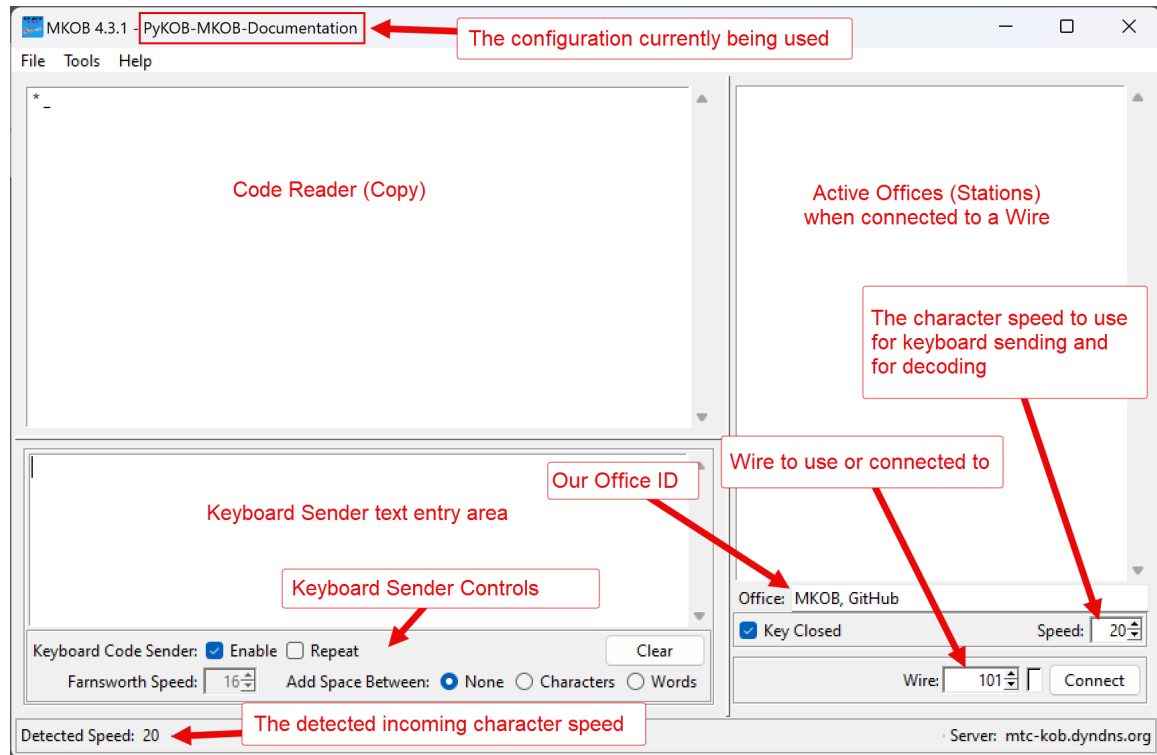 MKOB 4.3.1 - PyKOB-MKOB-Documentation
The configuration currently being used
File Tools Help
*_
Code Reader (Copy)
Active Offices (Stations)
when connected to a Wire
The character speed to use
for keyboard sending and
for decoding
Wire to use or connected to
Our Office ID
Keyboard Sender text entry area
Keyboard Sender Controls
Office: MKOB, GitHub
Key Closed
Speed: 20
Keyboard Code Sender: Enable Repeat
Clear
Farnsworth Speed: 16
Add Space Between: None Characters Words
Wire: 101
Connect
The detected incoming character speed
Detected Speed: 20
Server: mtc-kob.dyndns.org